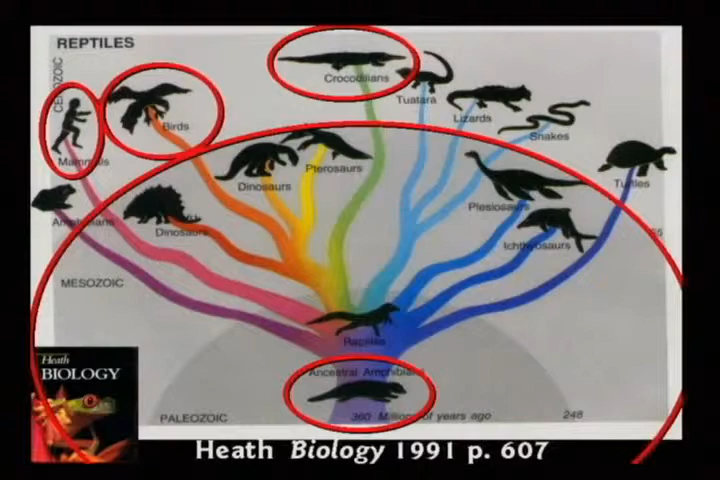 REPTILES
CENOZOIC
Crocodilians
Tuatara
Lizards
Snakes
Birds
Mammals
Pterosaurs
Dinosaurs
Turtles
Plesiosaurs
Amphibians
Dinosaurs
Ichthyosaurs
65
MESOZOIC
Reptiles
Heath
BIOLOGY
Ancestral Amphibians
PALEOZOIC
360 Millions of years ago
248
Heath Biology 1991 p. 607